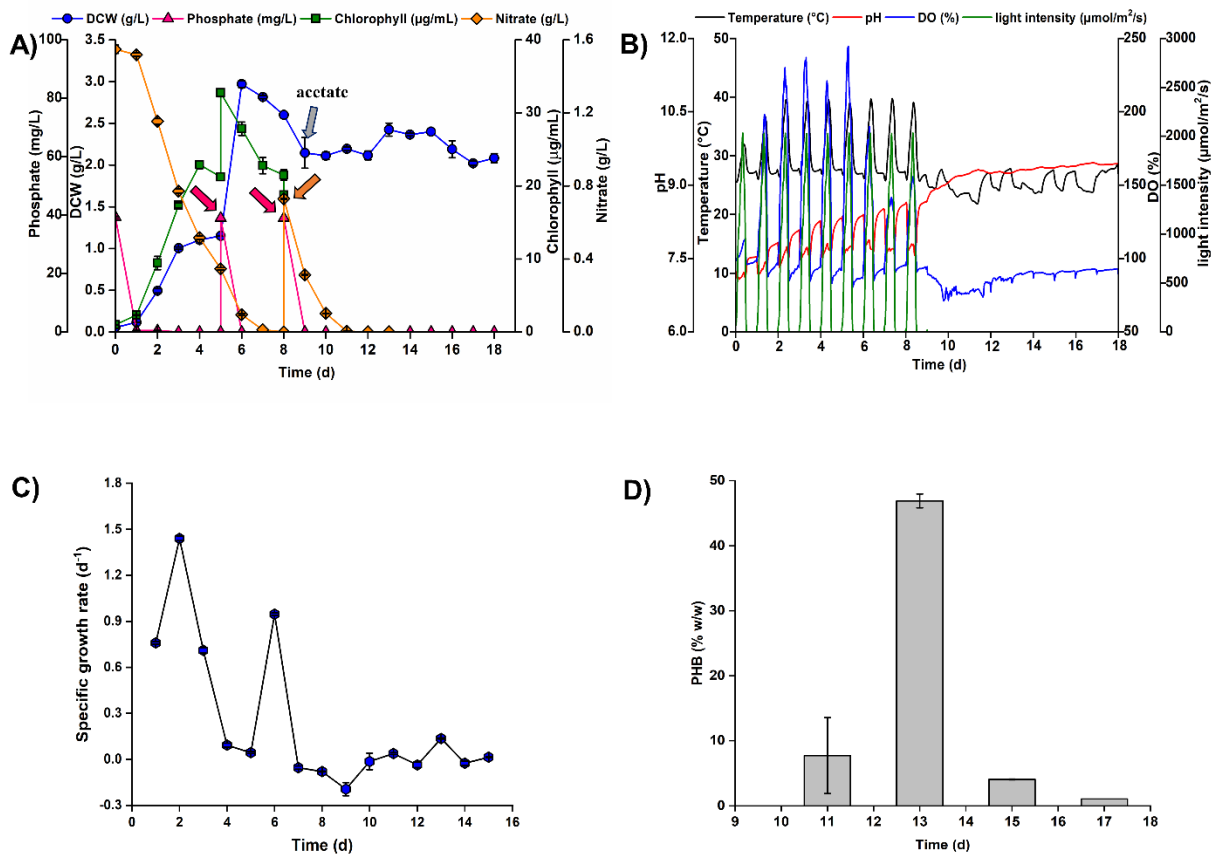 DCW (g/L) Phosphate (mg/L) Chlorophyll (µg/mL) Nitrate (g/L)
A)
100 3.5 40 1.6
3.0
80
2.5 30 1.2
60 2.0
20 0.8
1.5
40
1.0 10 0.4
20
0.5
0 0.0 0 0.0
Phosphate (mg/L)
DCW (g/L)
Chlorophyll (µg/mL)
Nitrate (g/L)
acetate
0 2 4 6 8 10 12 14 16 18
Time (d)
Temperature (°C) pH DO (%) light intensity (µmol/m²/s)
B)
12.0 50 250 3000
2500
10.5 40 200
2000
30
9.0 150 1500
20
1000
7.5 10 100
500
6.0 0 50 0
pH
Temperature (°C)
DO (%)
light intensity (µmol/m²/s)
0 2 4 6 8 10 12 14 16 18
Time (d)
C)
1.8
1.5
1.2
0.9
0.6
0.3
0.0
-0.3
Specific growth rate (d⁻¹)
0 2 4 6 8 10 12 14 16
Time (d)
D)
50
40
30
20
10
0
PHB (% w/w)
9 10 11 12 13 14 15 16 17 18
Time (d)